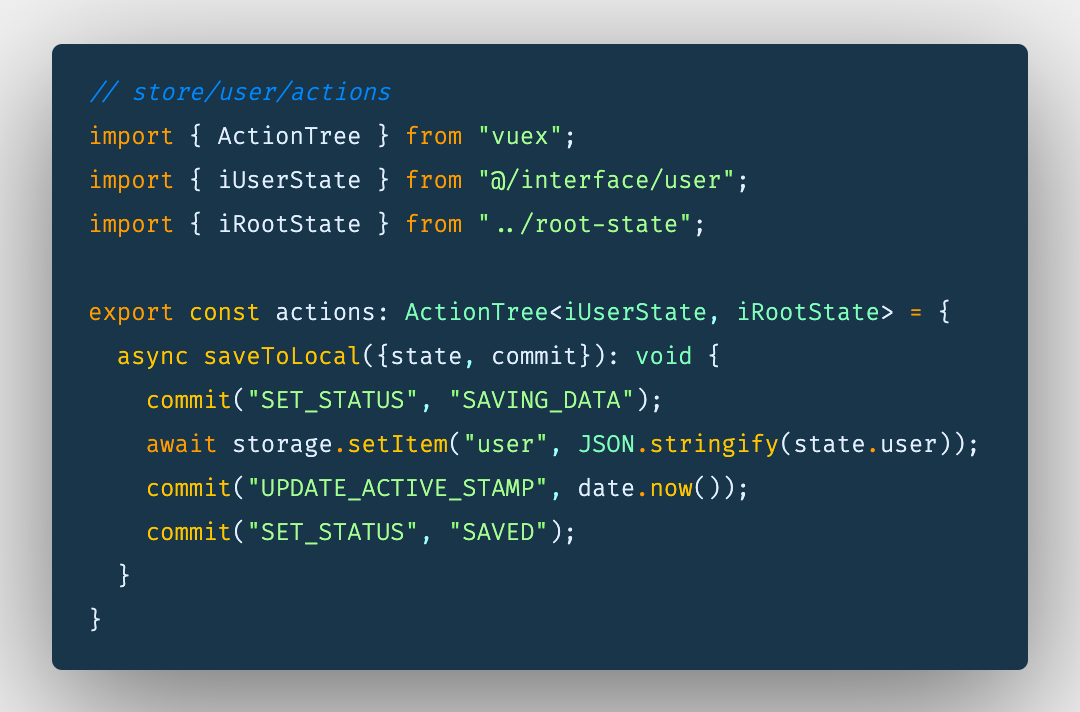 // store/user/actions
import { ActionTree } from "vuex";
import { iUserState } from "@/interface/user";
import { iRootState } from "../root-state";
export const actions: ActionTree<iUserState, iRootState> = {
  async saveToLocal({state, commit}): void {
    commit("SET_STATUS", "SAVING_DATA");
    await storage.setItem("user", JSON.stringify(state.user));
    commit("UPDATE_ACTIVE_STAMP", date.now());
    commit("SET_STATUS", "SAVED");
  }
}